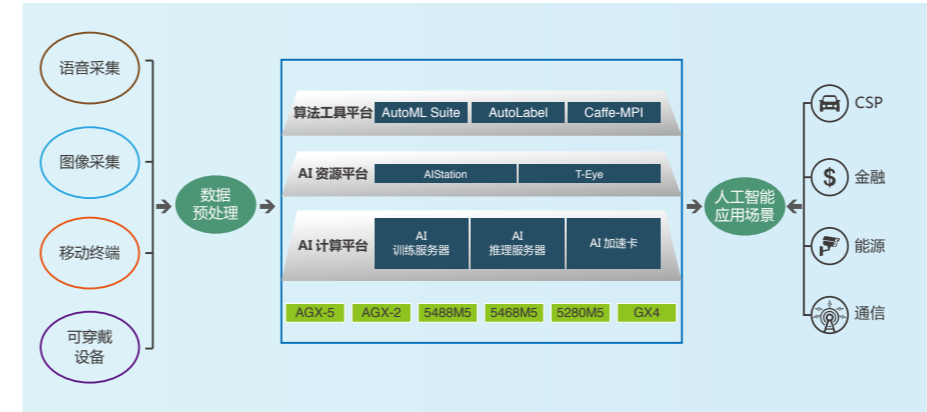 语音采集
图像采集
移动终端
可穿戴
设备
数据
预处理
算法工具平台 AutoML Suite AutoLabel Caffe-MPI
AI 资源平台 AIStation T-Eye
AI 计算平台
AI
训练服务器
AI
推理服务器
AI 加速卡
AGX-5 AGX-2 5488M5 5468M5 5280M5 GX4
人工智能
应用场景
CSP
$ 金融
能源
通信